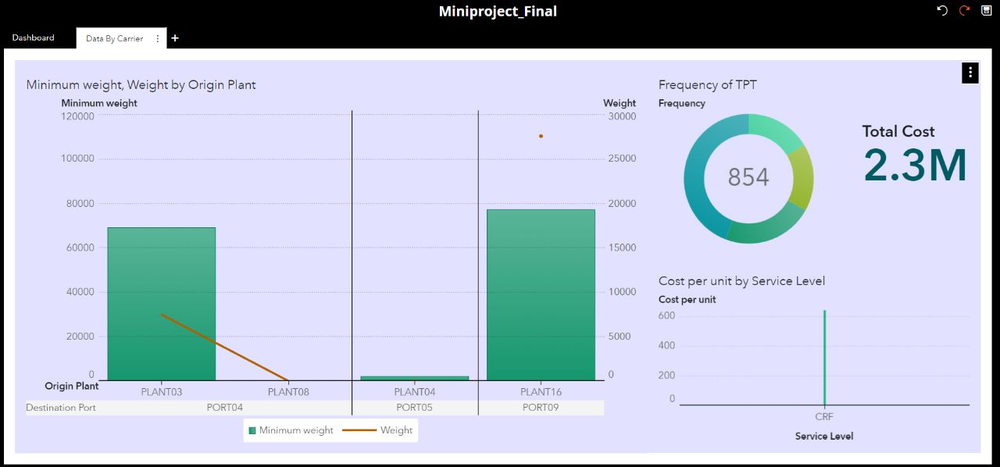 Miniproject_Final
Dashboard
Data By Carrier
Minimum weight, Weight by Origin Plant
Minimum weight
Weight
120000
100000
80000
60000
40000
20000
0
30000
25000
20000
15000
10000
5000
0
Origin Plant
PLANT03 PLANT08 PLANT04 PLANT16
Destination Port PORT04 PORT05 PORT09
Minimum weight Weight
Frequency of TPT
Frequency
854
Total Cost
2.3M
Cost per unit by Service Level
Cost per unit
600
400
200
0
CRF
Service Level